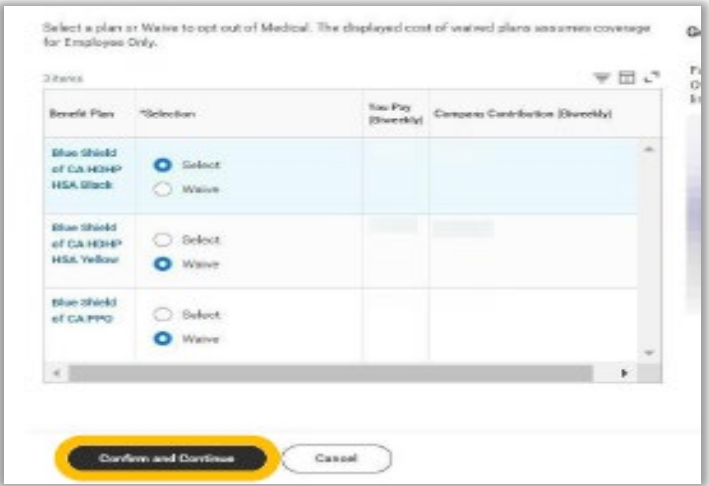 Select a plan or Waive to opt out of Medical. The displayed cost of waived plans assumes coverage
for Employee Only.
3 items
Benefit Plan
*Selection
You Pay
(Biweekly)
Company Contribution (Biweekly)
Blue Shield
of CA HDHP
HSA Black
Select
Waive
Blue Shield
of CA HDHP
HSA Yellow
Select
Waive
Blue Shield
of CA PPO
Select
Waive
Confirm and Continue
Cancel